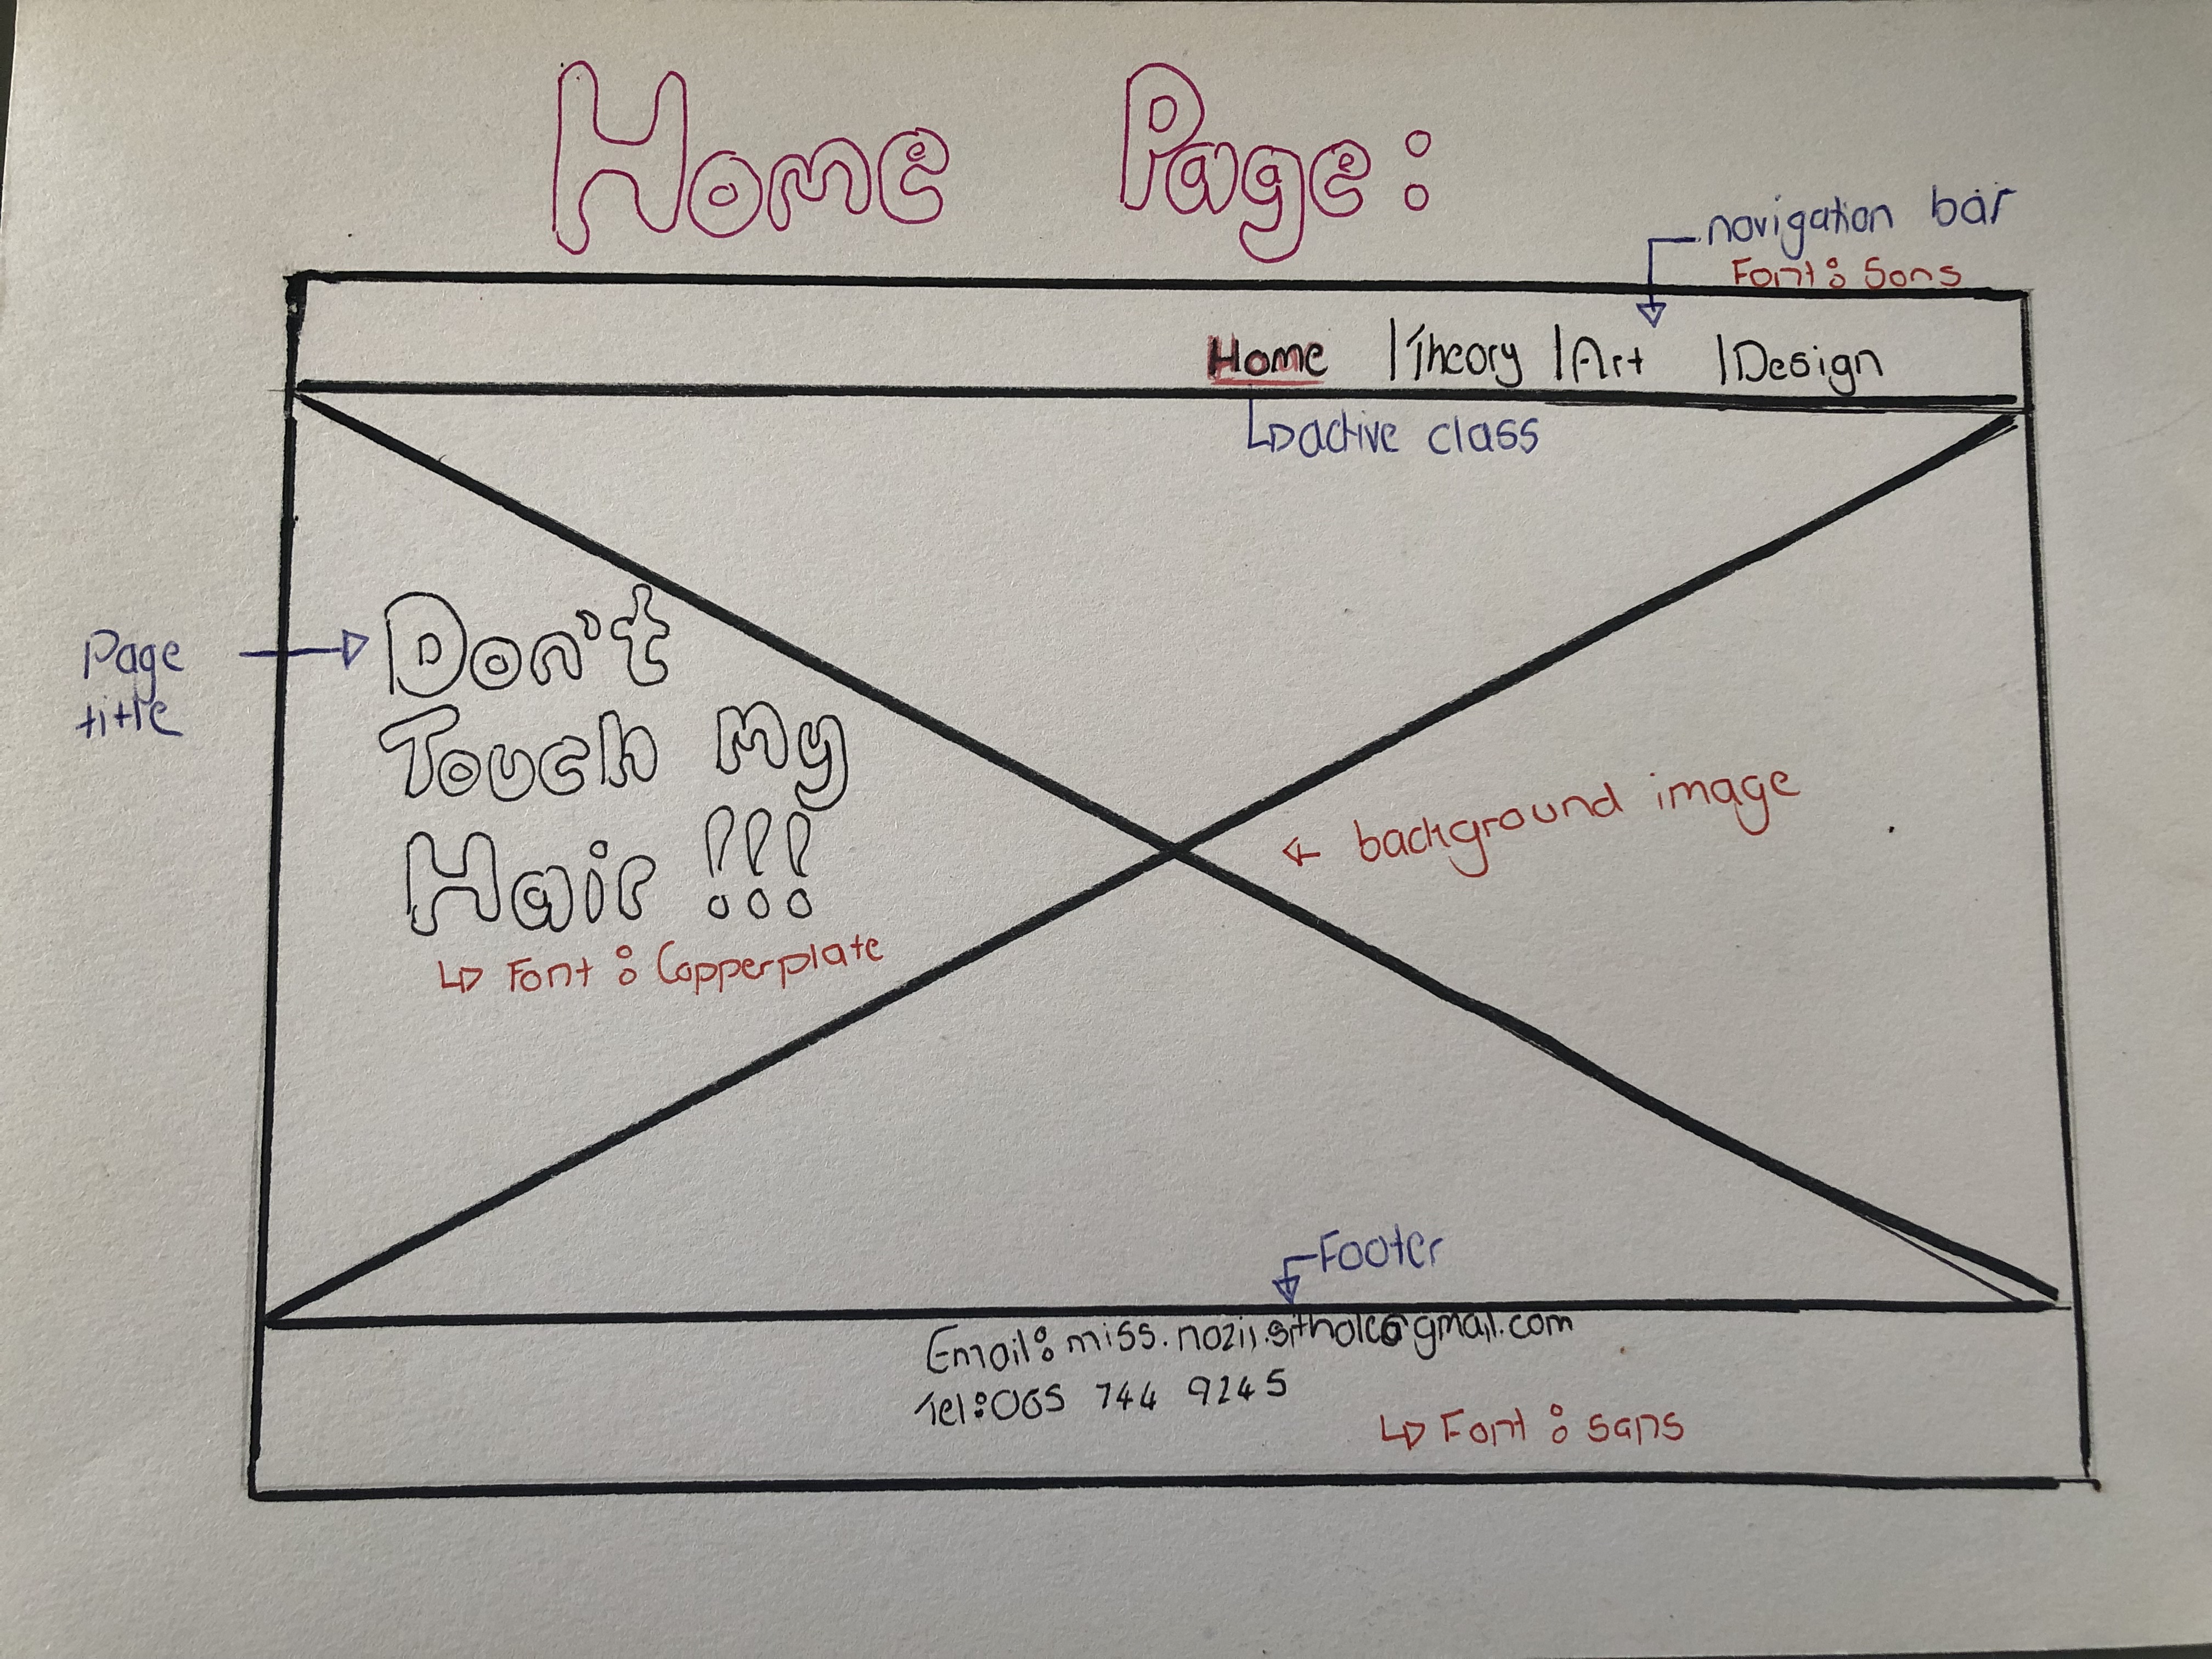 Home Page:
navigation bar
Font: Sans
Home |Theory |Art |Design
active class
Page
title
Don't
Touch My
Hair !!!
Font: Copperplate
background image
Footer
Email: miss.nozii.sithole@gmail.com
Tel:065 744 9245
Font: sans